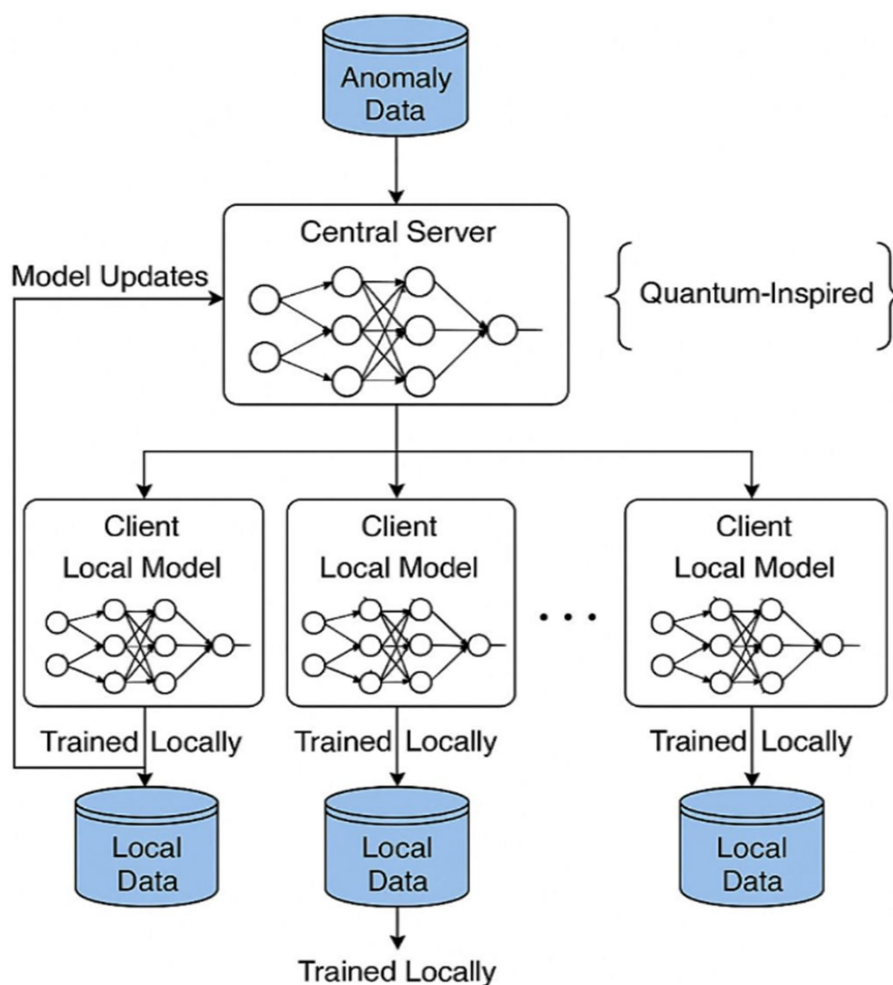 Anomaly
Data
Central Server
Model Updates
{ Quantum-Inspired }
Client
Local Model
Client
Local Model
. . .
Client
Local Model
Trained Locally
Trained Locally
Trained Locally
Local
Data
Local
Data
Local
Data
Trained Locally